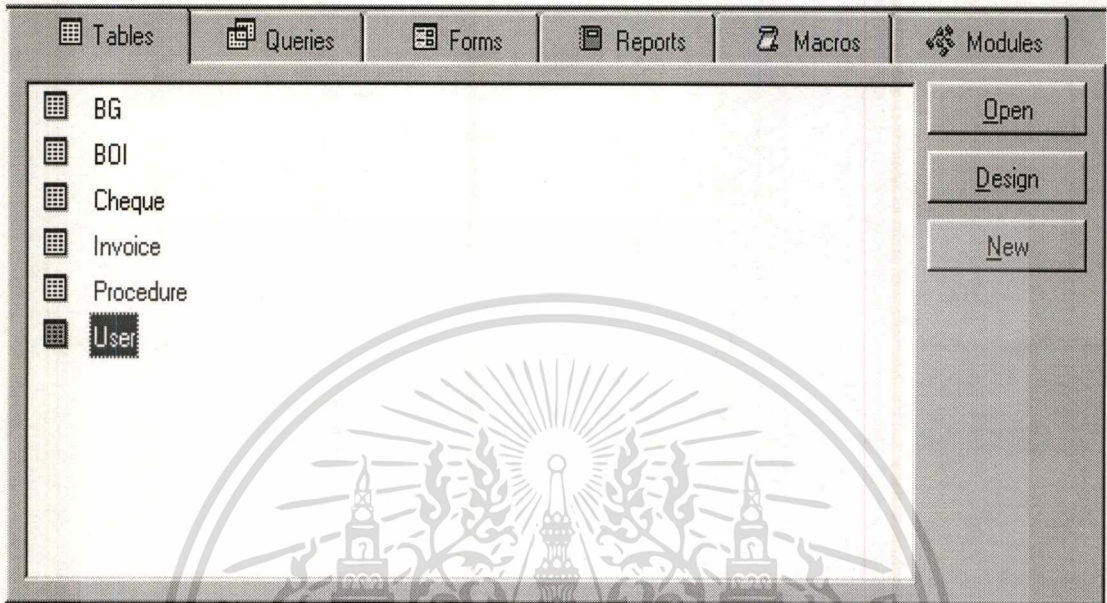 Tables Queries Forms Reports Macros Modules
BG
BOI
Cheque
Invoice
Procedure
User
Open
Design
New